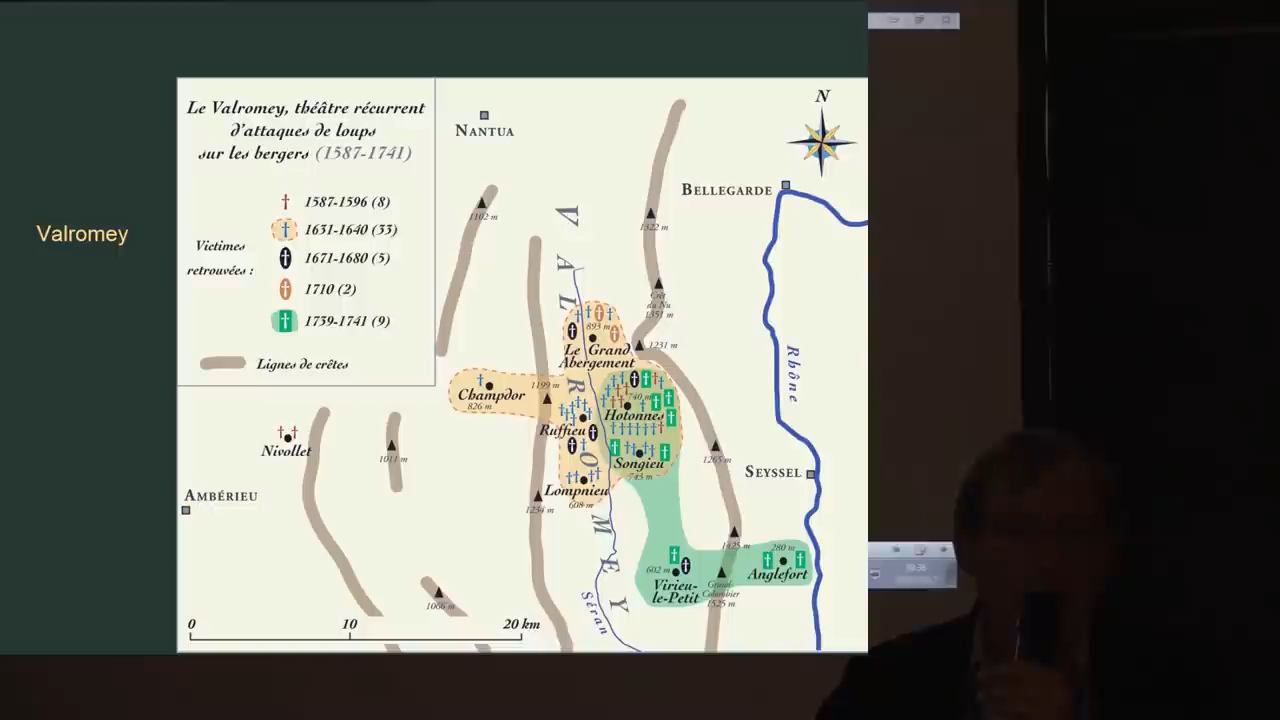 Valromey
Le Valromey, théâtre récurrent
d'attaques de loups
sur les bergers (1587-1741)
Victimes
retrouvées :
1587-1596 (8)
1631-1640 (33)
1671-1680 (5)
1710 (2)
1739-1741 (9)
Lignes de crêtes
N
NANTUA
BELLEGARDE
1102 m
1322 m
VALROMEY
Crêt
du Nu
1351 m
893 m
1231 m
Le Grand
Abergement
Rhône
1199 m
Champdor
826 m
740 m
Hotonnes
Ruffieu
Nivollet
1011 m
1265 m
Songieu
743 m
SEYSSEL
AMBÉRIEU
Lompnieu
608 m
1234 m
1425 m
280 m
Anglefort
602 m
Virieu-
le-Petit
Grand-
Colombier
1525 m
1066 m
Séran
0 10 20 km